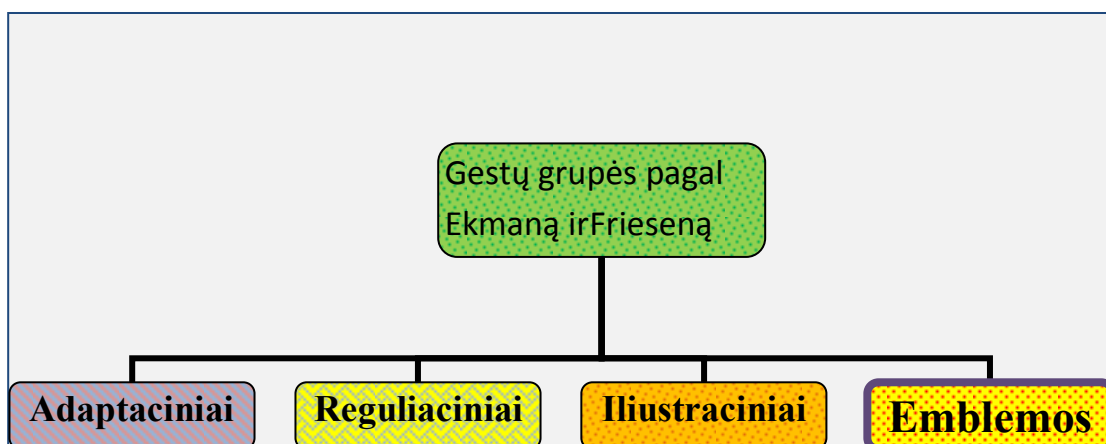 Gestų grupės pagal
Ekmaną irFrieseną
Adaptaciniai
Reguliaciniai
Iliustraciniai
Emblemos